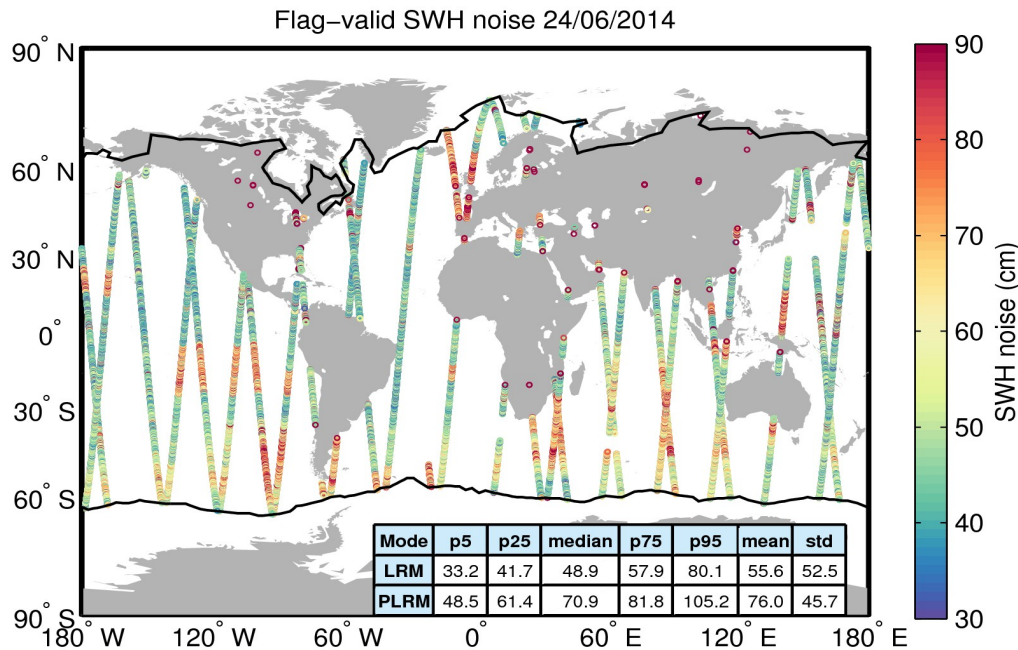 Flag−valid SWH noise 24/06/2014
90° N
60° N
30° N
0°
30° S
60° S
90° S
180° W
120° W
60° W
0°
60° E
120° E
180° E
90
80
70
60
50
40
30
SWH noise (cm)
Mode p5 p25 median p75 p95 mean std
LRM 33.2 41.7 48.9 57.9 80.1 55.6 52.5
PLRM 48.5 61.4 70.9 81.8 105.2 76.0 45.7